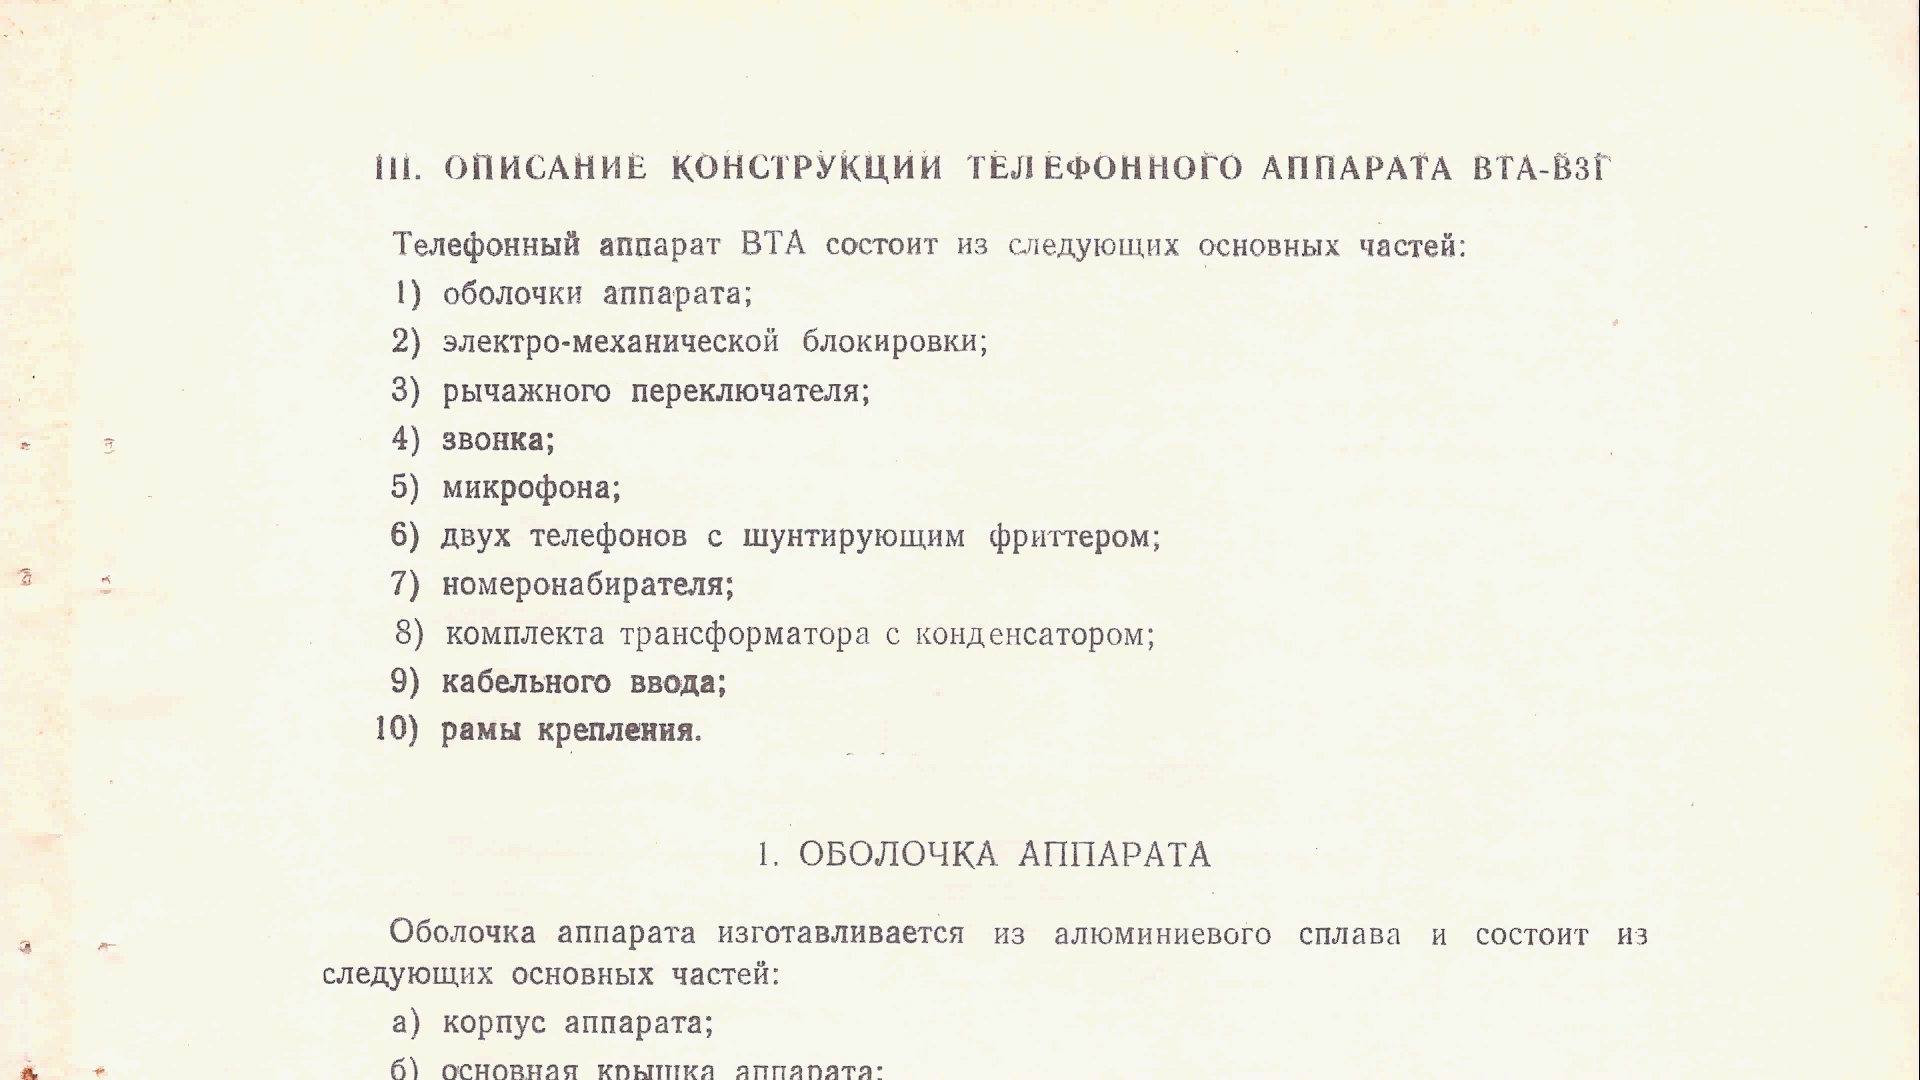 III. ОПИСАНИЕ КОНСТРУКЦИИ ТЕЛЕФОННОГО АППАРАТА ВТА-ВЗГ
Телефонный аппарат ВТА состоит из следующих основных частей:
1) оболочки аппарата;
2) электро-механической блокировки;
3) рычажного переключателя;
4) звонка;
5) микрофона;
6) двух телефонов с шунтирующим фриттером;
7) номеронабирателя;
8) комплекта трансформатора с конденсатором;
9) кабельного ввода;
10) рамы крепления.
1. ОБОЛОЧКА АППАРАТА
Оболочка аппарата изготавливается из алюминиевого сплава и состоит из
следующих основных частей:
а) корпус аппарата;
б) основная крышка аппарата;